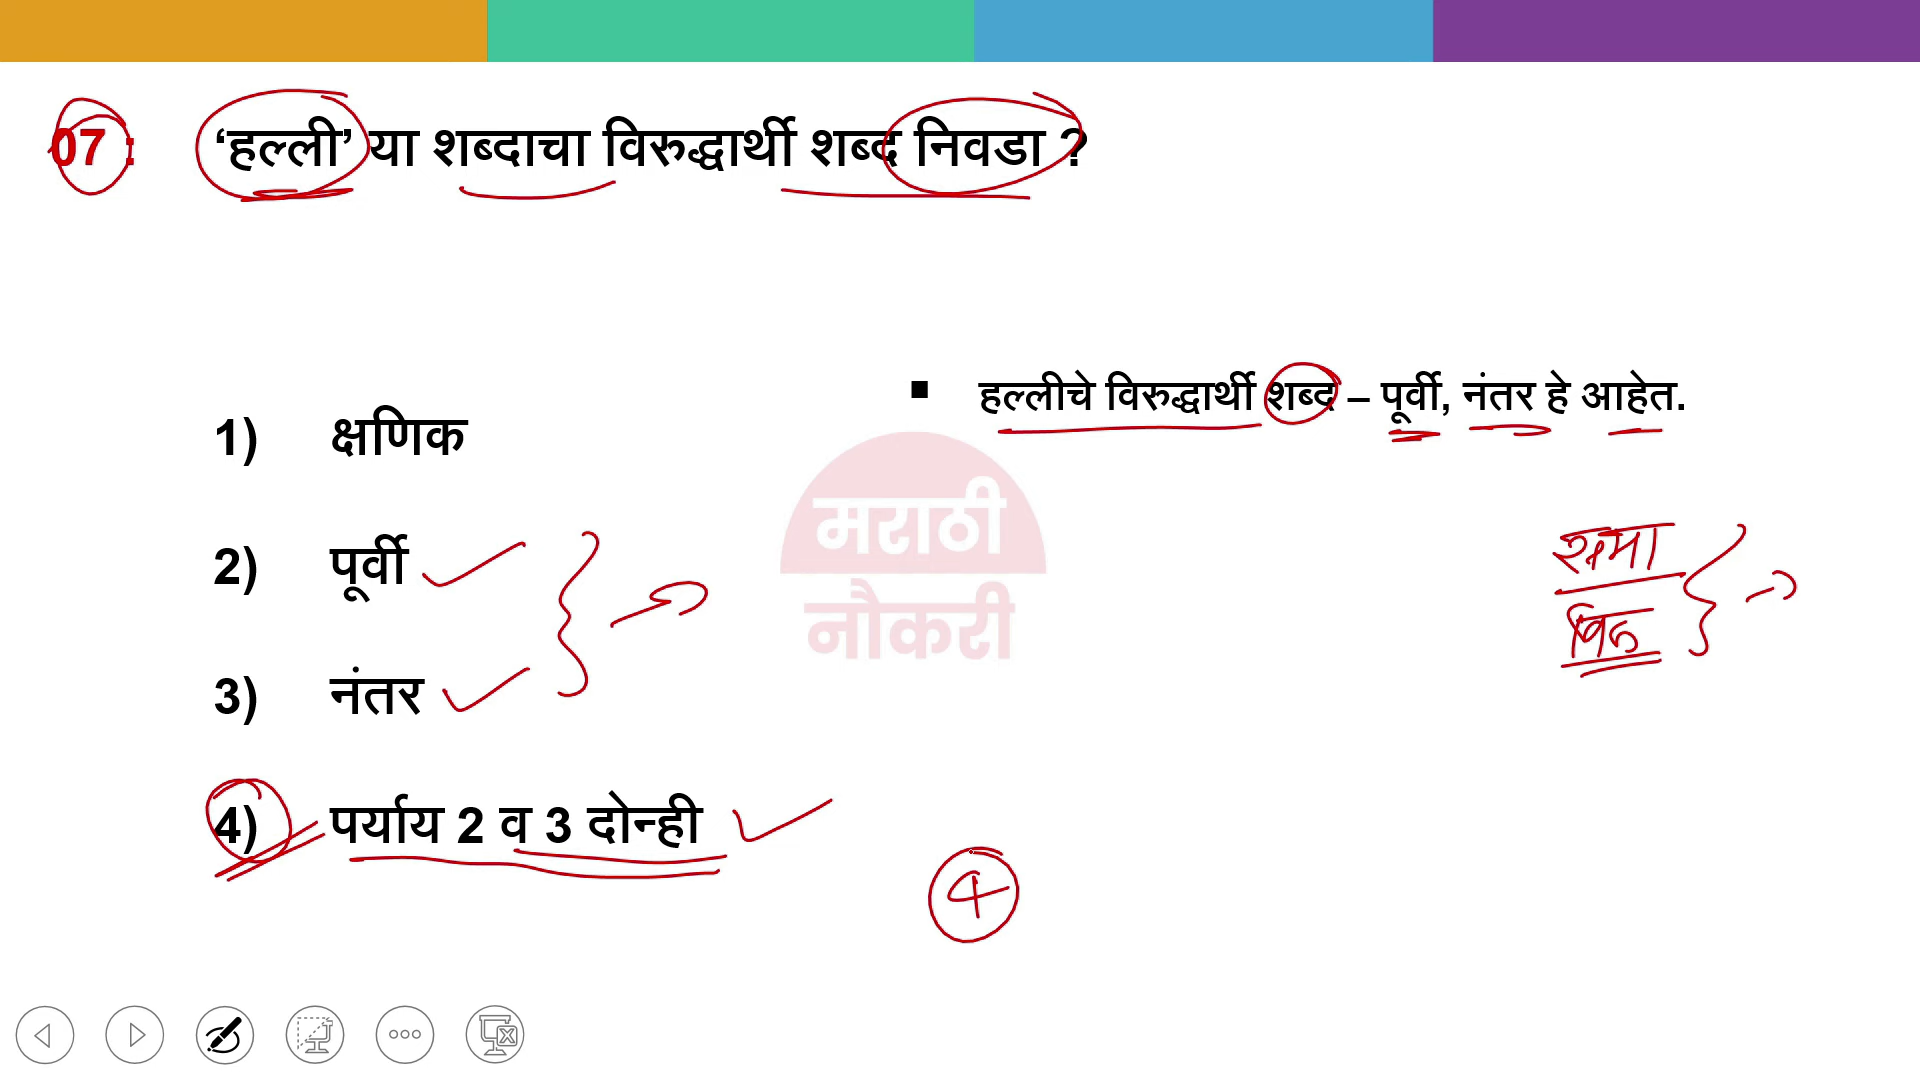 07 : ‘हल्ली’ या शब्दाचा विरुद्धार्थी शब्द निवडा ?
▪ हल्लीचे विरुद्धार्थी शब्द – पूर्वी, नंतर हे आहेत.
1) क्षणिक
2) पूर्वी
3) नंतर
4) पर्याय 2 व 3 दोन्ही
मराठी
नौकरी
4